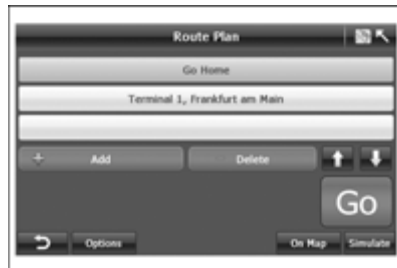 Route Plan
Go Home
Terminal 1, Frankfurt am Main
+ Add Delete
Go
Options On Map Simulate